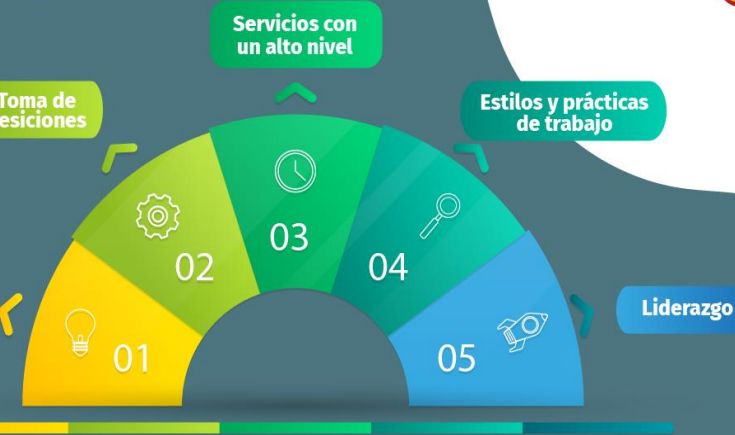 Servicios con
un alto nivel
Toma de
esiciones
Estilos y prácticas
de trabajo
03
02
04
Liderazgo
01
05